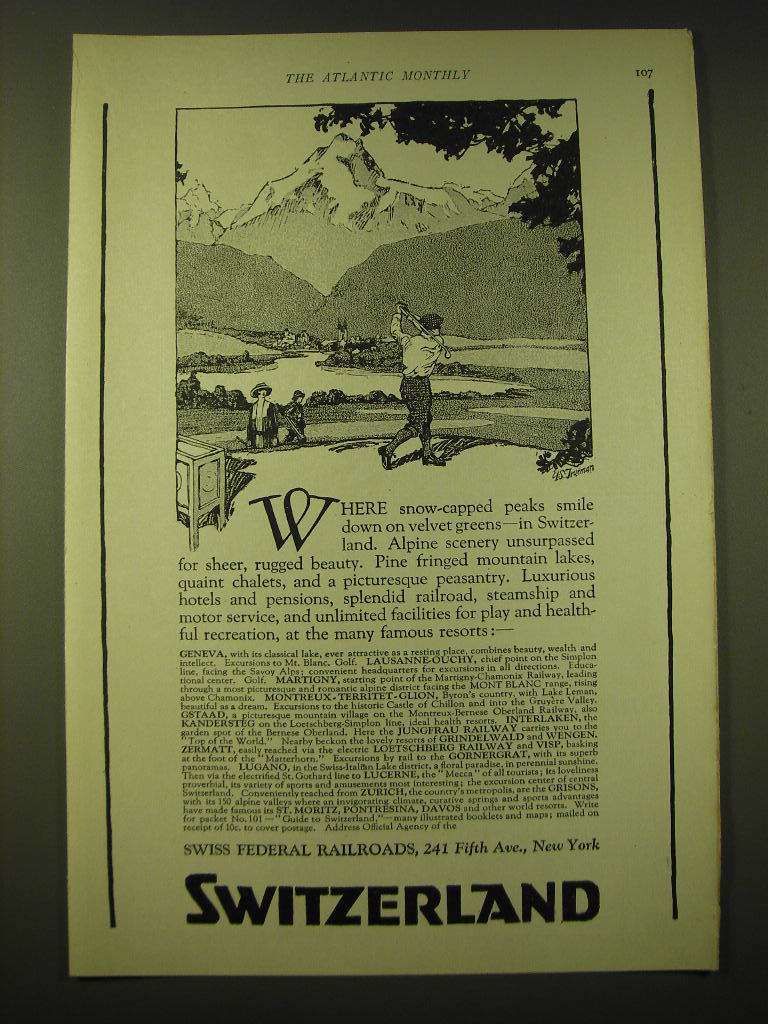 THE ATLANTIC MONTHLY 107
WHERE snow-capped peaks smile
down on velvet greens—in Switzer-
land. Alpine scenery unsurpassed
for sheer, rugged beauty. Pine fringed mountain lakes,
quaint chalets, and a picturesque peasantry. Luxurious
hotels and pensions, splendid railroad, steamship and
motor service, and unlimited facilities for play and health-
ful recreation, at the many famous resorts:—
GENEVA, with its classical lake, ever attractive as a resting place, combines beauty, wealth and
intellect. Excursions to Mt. Blanc. Golf. LAUSANNE-OUCHY, chief point on the Simplon
line, facing the Savoy Alps; convenient headquarters for excursions in all directions. Educa-
tional center. Golf. MARTIGNY, starting point of the Martigny-Chamonix Railway, leading
through a most picturesque and romantic alpine district facing the MONT BLANC range, rising
above Chamonix. MONTREUX-TERRITET-GLION, Byron's country, with Lake Leman,
beautiful as a dream. Excursions to the historic Castle of Chillon and into the Gruyère Valley.
GSTAAD, a picturesque mountain village on the Montreux-Bernese Oberland Railway, also
KANDERSTEG on the Loetschberg-Simplon line, ideal health resorts. INTERLAKEN, the
garden spot of the Bernese Oberland. Here the JUNGFRAU RAILWAY carries you to the
"Top of the World." Nearby beckon the lovely resorts of GRINDELWALD and WENGEN.
ZERMATT, easily reached via the electric LOETSCHBERG RAILWAY and VISP, basking
at the foot of the "Matterhorn." Excursions by rail to the GORNERGRAT, with its superb
panoramas. LUGANO, in the Swiss-Italian Lake district, a floral paradise, in perennial sunshine.
Then via the electrified St. Gothard line to LUCERNE, the "Mecca" of all tourists; its loveliness
proverbial, its variety of sports and amusements most interesting; the excursion center of central
Switzerland. Conveniently reached from ZURICH, the country's metropolis, are the GRISONS,
with its 150 alpine valleys where an invigorating climate, curative springs and sports advantages
have made famous its ST. MORITZ, PONTRESINA, DAVOS and other world resorts. Write
for packet No. 101—"Guide to Switzerland,"—many illustrated booklets and maps; mailed on
receipt of 10c. to cover postage. Address Official Agency of the
SWISS FEDERAL RAILROADS, 241 Fifth Ave., New York
SWITZERLAND